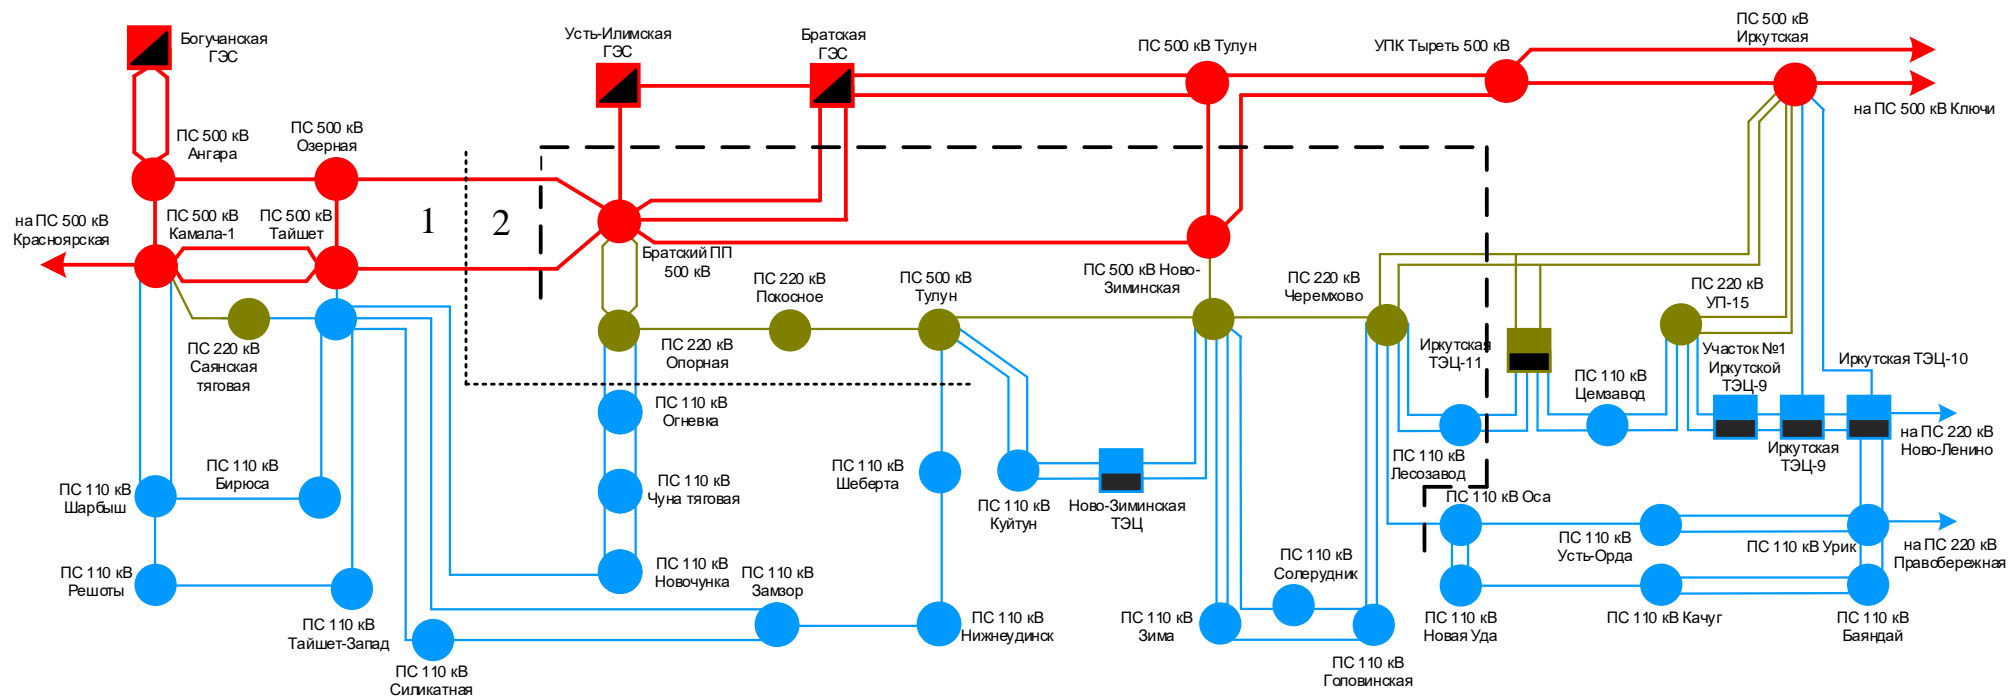 Богучанская
ГЭС
Усть-Илимская
ГЭС
Братская
ГЭС
ПС 500 кВ Тулун
УПК Тыреть 500 кВ
ПС 500 кВ
Иркутская
на ПС 500 кВ Ключи
ПС 500 кВ
Ангара
ПС 500 кВ
Озерная
на ПС 500 кВ
Красноярская
ПС 500 кВ
Камала-1
ПС 500 кВ
Тайшет
1
2
Братский ПП
500 кВ
ПС 220 кВ
Покосное
ПС 500 кВ
Тулун
ПС 500 кВ Ново-
Зиминская
ПС 220 кВ
Черемхово
ПС 220 кВ
УП-15
ПС 220 кВ
Саянская
тяговая
ПС 220 кВ
Опорная
Иркутская
ТЭЦ-11
ПС 110 кВ
Цемзавод
Участок №1
Иркутской
ТЭЦ-9
Иркутская ТЭЦ-10
ПС 110 кВ
Огневка
на ПС 220 кВ
Ново-Ленино
Иркутская
ТЭЦ-9
ПС 110 кВ
Лесозавод
ПС 110 кВ
Шарбыш
ПС 110 кВ
Бирюса
ПС 110 кВ
Чуна тяговая
ПС 110 кВ
Шеберта
ПС 110 кВ
Куйтун
Ново-Зиминская
ТЭЦ
ПС 110 кВ Оса
ПС 110 кВ
Усть-Орда
ПС 110 кВ Урик
на ПС 220 кВ
Правобережная
ПС 110 кВ
Решоты
ПС 110 кВ
Новочунка
ПС 110 кВ
Замзор
ПС 110 кВ
Солерудник
ПС 110 кВ
Тайшет-Запад
ПС 110 кВ
Силикатная
ПС 110 кВ
Нижнеудинск
ПС 110 кВ
Зима
ПС 110 кВ
Головинская
ПС 110 кВ
Новая Уда
ПС 110 кВ Качуг
ПС 110 кВ
Баяндай